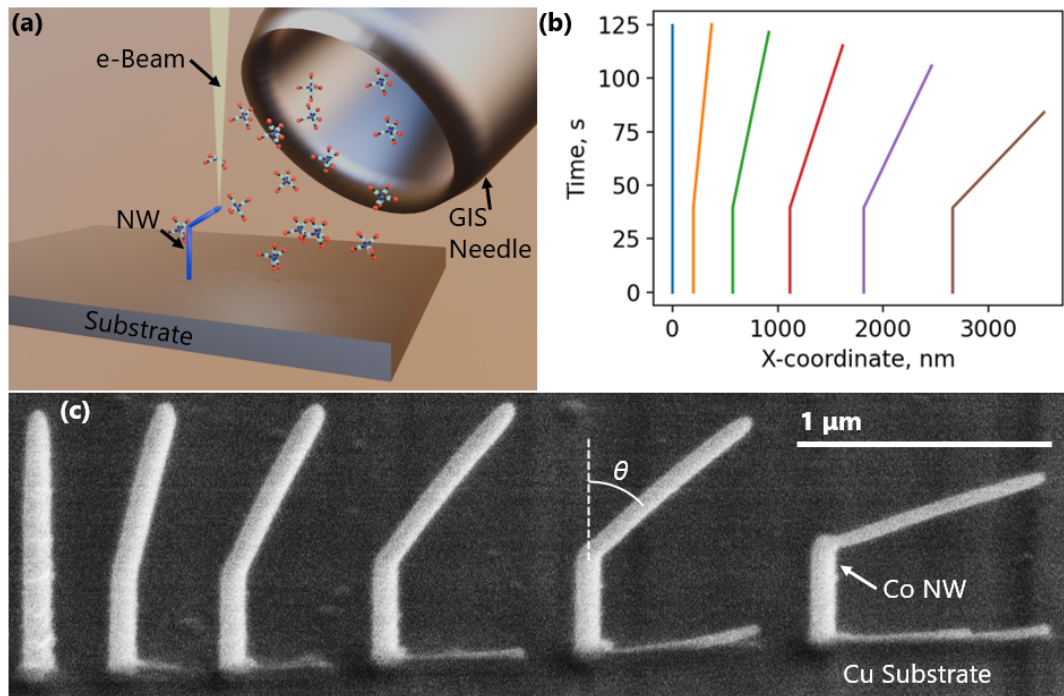 (a)
e-Beam
NW
GIS
Needle
Substrate
(b)
Time, s
125
100
75
50
25
0
0
1000
2000
3000
X-coordinate, nm
(c)
θ
1 µm
Co NW
Cu Substrate